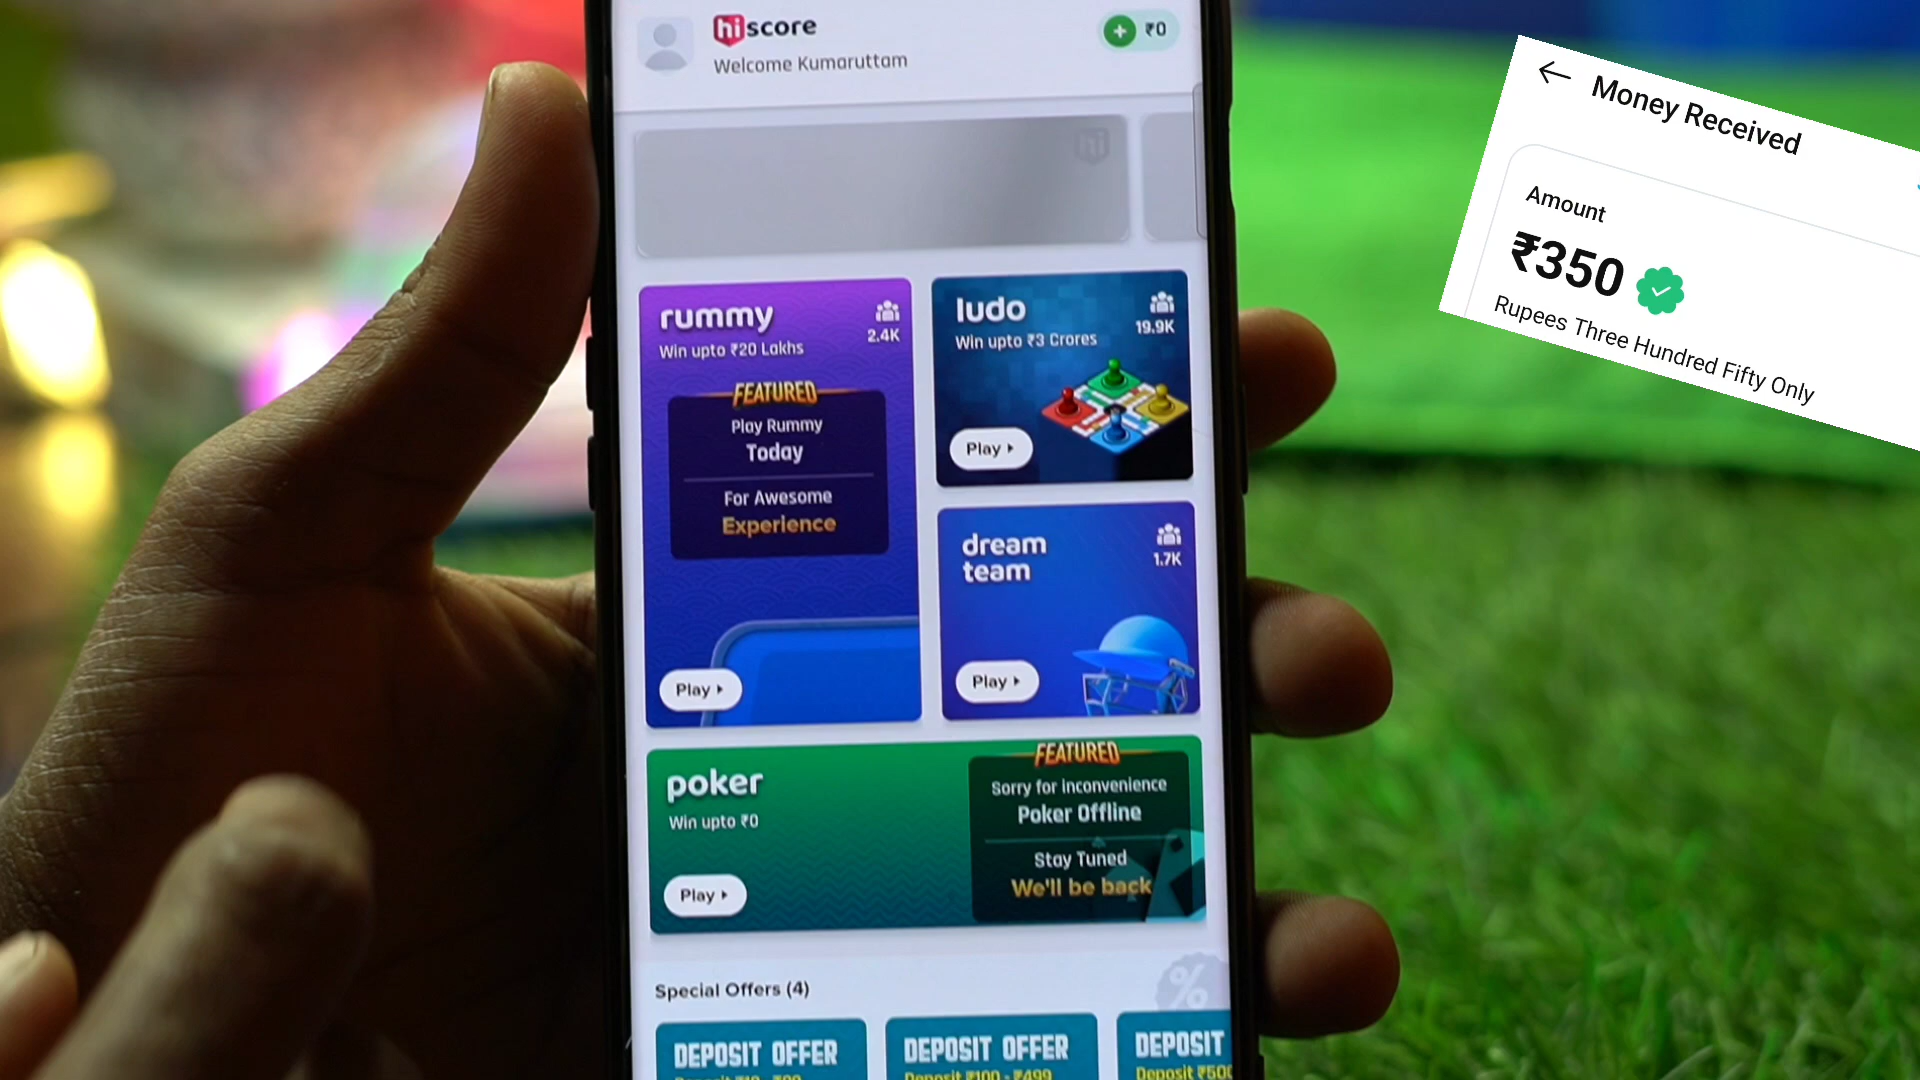 hiscore
₹0
Welcome Kumaruttam
hi
rummy
2.4K
Win upto ₹20 Lakhs
FEATURED
Play Rummy
Today
For Awesome
Experience
Play
ludo
19.9K
Win upto ₹3 Crores
Play
dream
team
1.7K
Play
poker
Win upto ₹0
Play
FEATURED
Sorry for inconvenience
Poker Offline
Stay Tuned
We'll be back
Special Offers (4)
%
DEPOSIT OFFER
DEPOSIT OFFER
Deposit ₹100 - ₹499
DEPOSIT
Deposit
Money Received
Amount
₹350
Rupees Three Hundred Fifty Only